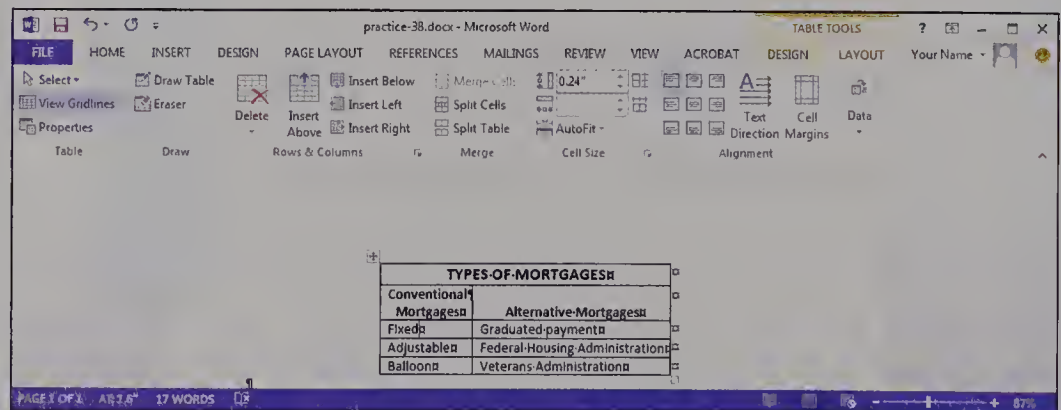 practice-38.docx - Microsoft Word TABLE TOOLS ?
FILE HOME INSERT DESIGN PAGE LAYOUT REFERENCES MAILINGS REVIEW VIEW ACROBAT DESIGN LAYOUT Your Name
Select Draw Table Insert Below Merge Cells 0.24"
View Gridlines Eraser Delete Insert Above Insert Left Split Cells Text Direction Cell Margins Data
Properties Insert Right Split Table AutoFit
Table Draw Rows & Columns Merge Cell Size Alignment
TYPES·OF·MORTGAGES¤
Conventional¶
Mortgages¤ Alternative·Mortgages¤
Fixed¤ Graduated·payment¤
Adjustable¤ Federal·Housing·Administration¤
Balloon¤ Veterans·Administration¤
¶
PAGE 1 OF 1 AT: 1.6" 17 WORDS 87%